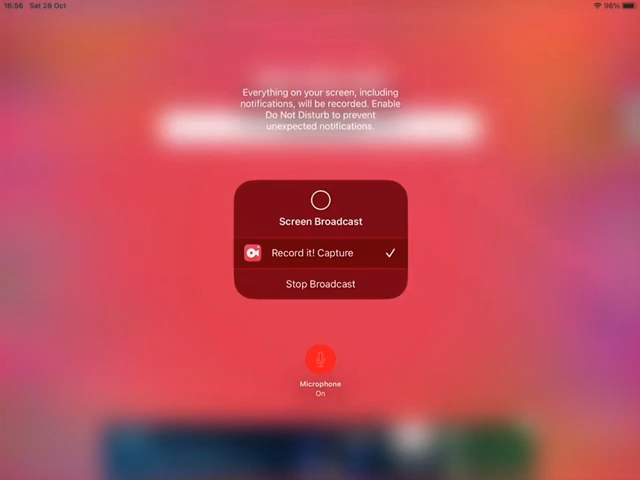 16:56 Sat 28 Oct
96%
Everything on your screen, including
notifications, will be recorded. Enable
Do Not Disturb to prevent
unexpected notifications.
Screen Broadcast
Record it! Capture
Stop Broadcast
Microphone
On